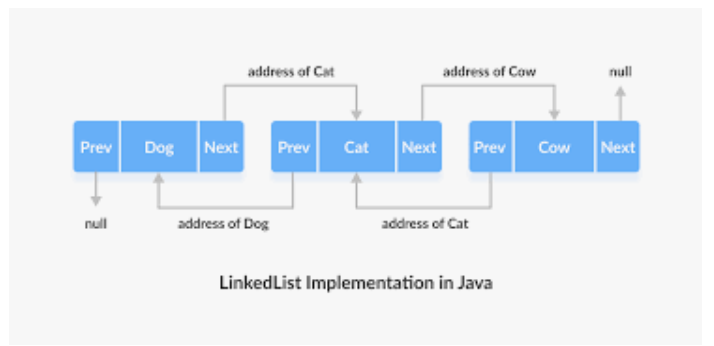 address of Cat address of Cow null
Prev Dog Next Prev Cat Next Prev Cow Next
null address of Dog address of Cat
LinkedList Implementation in Java